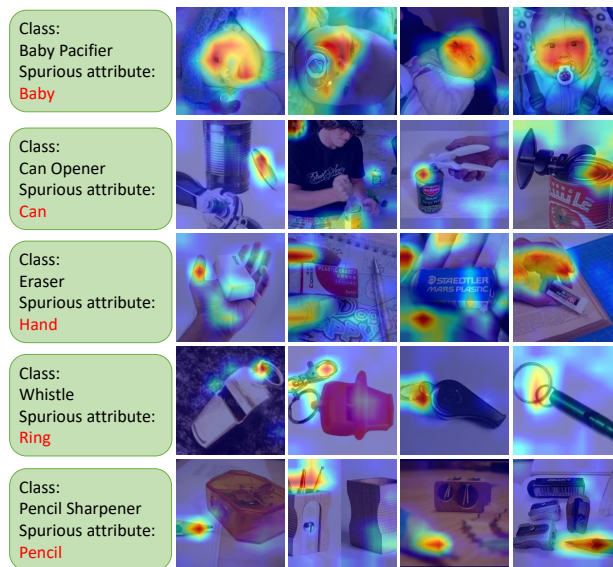 Class:
Baby Pacifier
Spurious attribute:
Baby
Class:
Can Opener
Spurious attribute:
Can
Class:
Eraser
Spurious attribute:
Hand
STAEDTLER
MARS PLASTIC
Class:
Whistle
Spurious attribute:
Ring
Class:
Pencil Sharpener
Spurious attribute:
Pencil